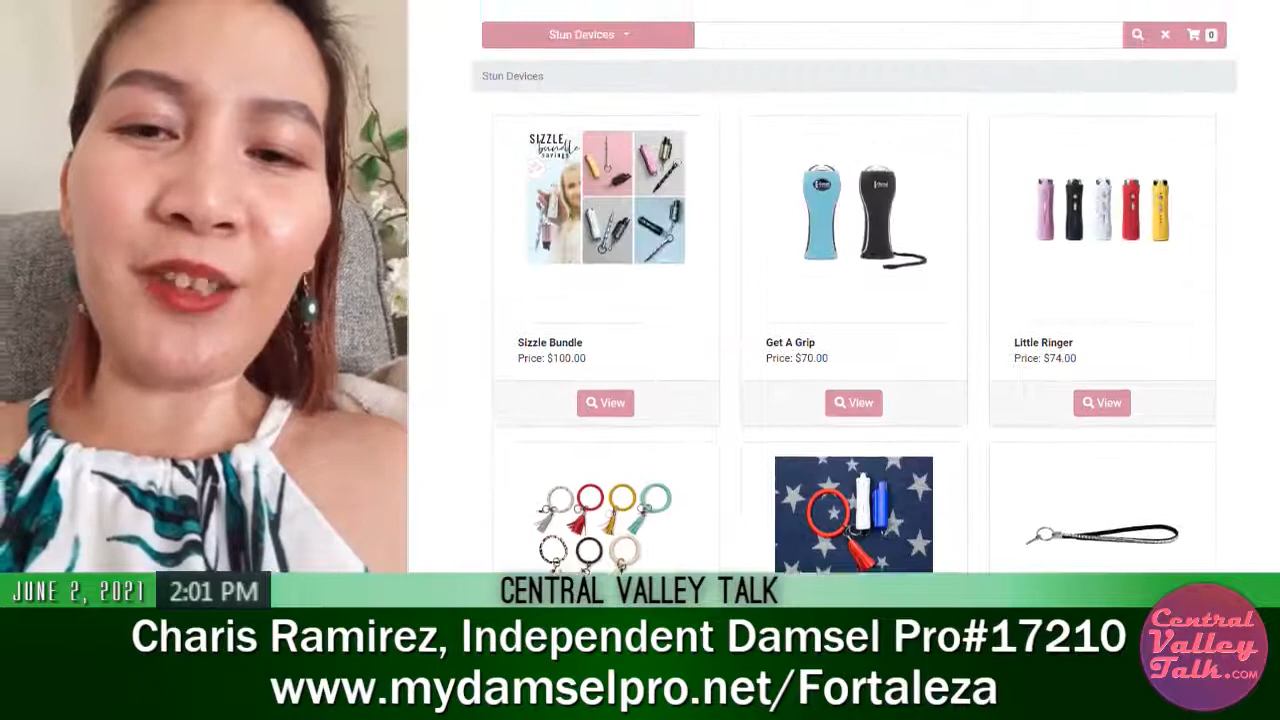 Stun Devices
0
Stun Devices
SIZZLE
bundle
savings
Sizzle Bundle
Price: $100.00
View
Get A Grip
Price: $70.00
View
Little Ringer
Price: $74.00
View
JUNE 2, 2021
2:01 PM
CENTRAL VALLEY TALK
Charis Ramirez, Independent Damsel Pro#17210
www.mydamselpro.net/Fortaleza
Central
Valley
Talk.COM